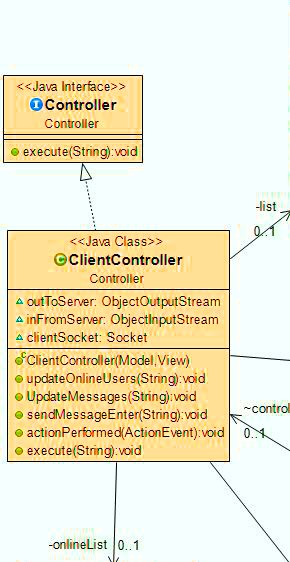 <<Java Interface>>
Controller
Controller
execute(String):void
-list
0..1
<<Java Class>>
ClientController
Controller
outToServer: ObjectOutputStream
inFromServer: ObjectInputStream
clientSocket: Socket
ClientController(Model,View)
updateOnlineUsers(String):void
UpdateMessages(String):void
sendMessageEnter(String):void
actionPerformed(ActionEvent):void
execute(String):void
~control
0..1
-onlineList 0..1